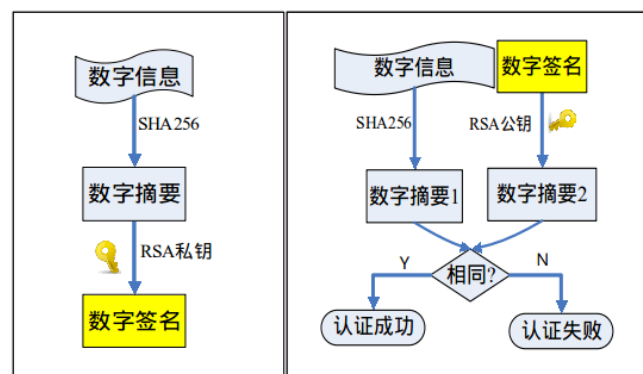 数字信息
SHA256
数字摘要
RSA私钥
数字签名
数字信息
数字签名
SHA256
RSA公钥
数字摘要1
数字摘要2
相同?
Y
N
认证成功
认证失败